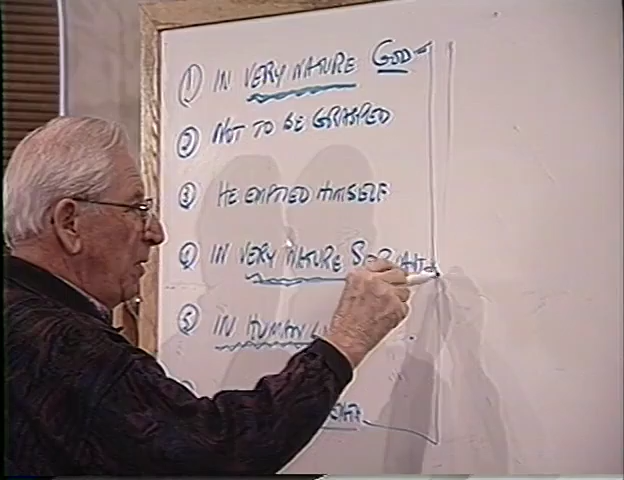 ① IN VERY NATURE GOD
② NOT TO BE GRASPED
③ HE EMPTIED HIMSELF
④ IN VERY NATURE SERVANT
⑤ IN HUMAN